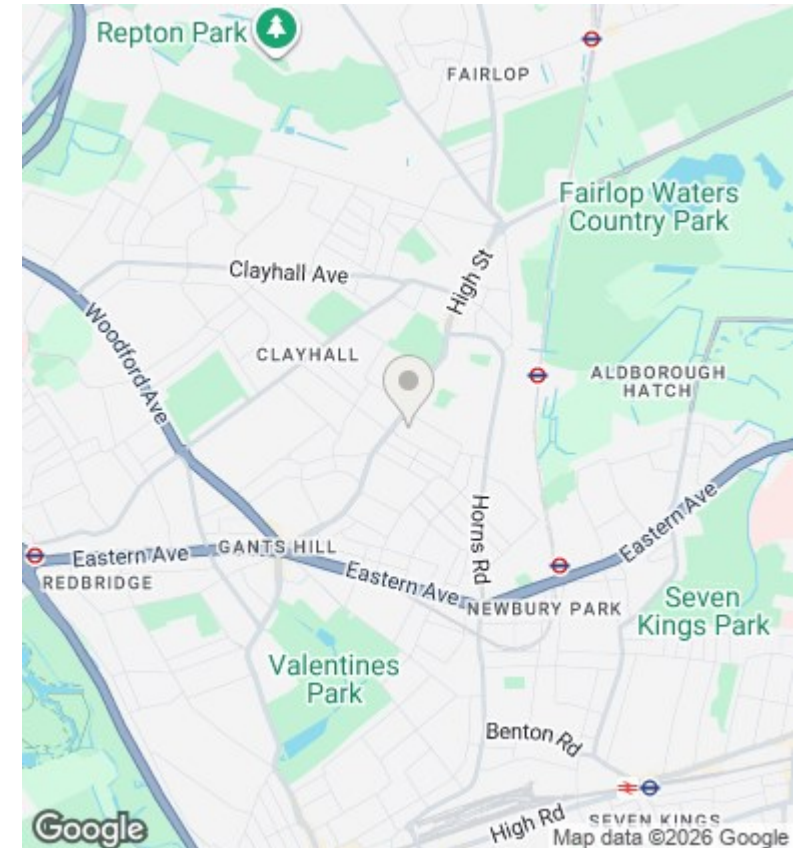 Repton Park
FAIRLOP
Fairlop Waters
Country Park
Clayhall Ave
High St
Woodford Ave
CLAYHALL
ALDBOROUGH
HATCH
Horns Rd
Eastern Ave
Eastern Ave
GANTS HILL
REDBRIDGE
Eastern Ave
NEWBURY PARK
Seven
Kings Park
Valentines
Park
Benton Rd
High Rd
SEVEN KINGS
Google
Map data ©2026 Google